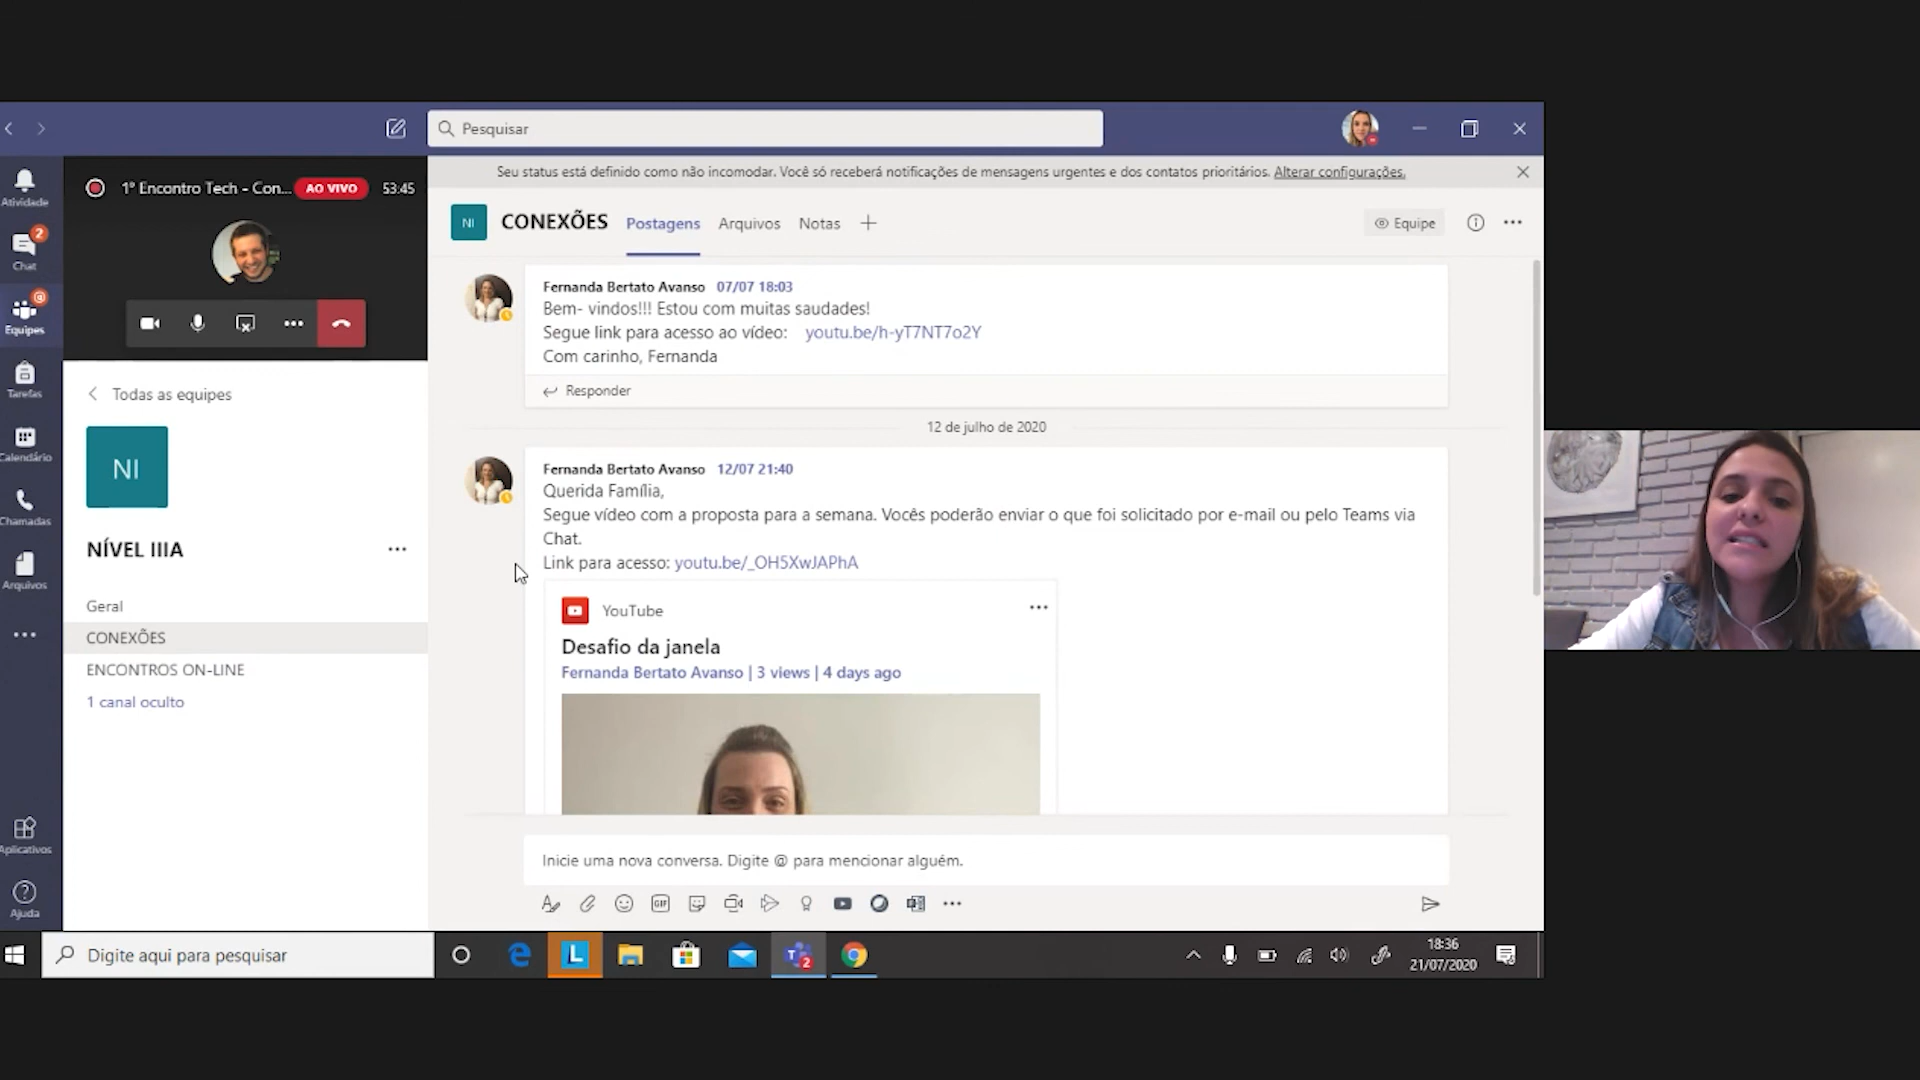 Pesquisar
Seu status está definido como não incomodar. Você só receberá notificações de mensagens urgentes e dos contatos prioritários. Alterar configurações.
Atividade
Chat
2
Equipes
Tarefas
Calendário
Chamadas
Arquivos
Aplicativos
Ajuda
1º Encontro Tech - Con... AO VIVO 53:45
Todas as equipes
NI
NÍVEL IIIA
Geral
CONEXÕES
ENCONTROS ON-LINE
1 canal oculto
NI CONEXÕES Postagens Arquivos Notas Equipe
Fernanda Bertato Avanso 07/07 18:03
Bem- vindos!!! Estou com muitas saudades!
Segue link para acesso ao vídeo: youtu.be/h-yT7NT7o2Y
Com carinho, Fernanda
Responder
12 de julho de 2020
Fernanda Bertato Avanso 12/07 21:40
Querida Família,
Segue vídeo com a proposta para a semana. Vocês poderão enviar o que foi solicitado por e-mail ou pelo Teams via
Chat.
Link para acesso: youtu.be/_OH5XwJAPhA
YouTube
Desafio da janela
Fernanda Bertato Avanso | 3 views | 4 days ago
Inicie uma nova conversa. Digite @ para mencionar alguém.
GIF
Digite aqui para pesquisar
L
2
18:36
21/07/2020